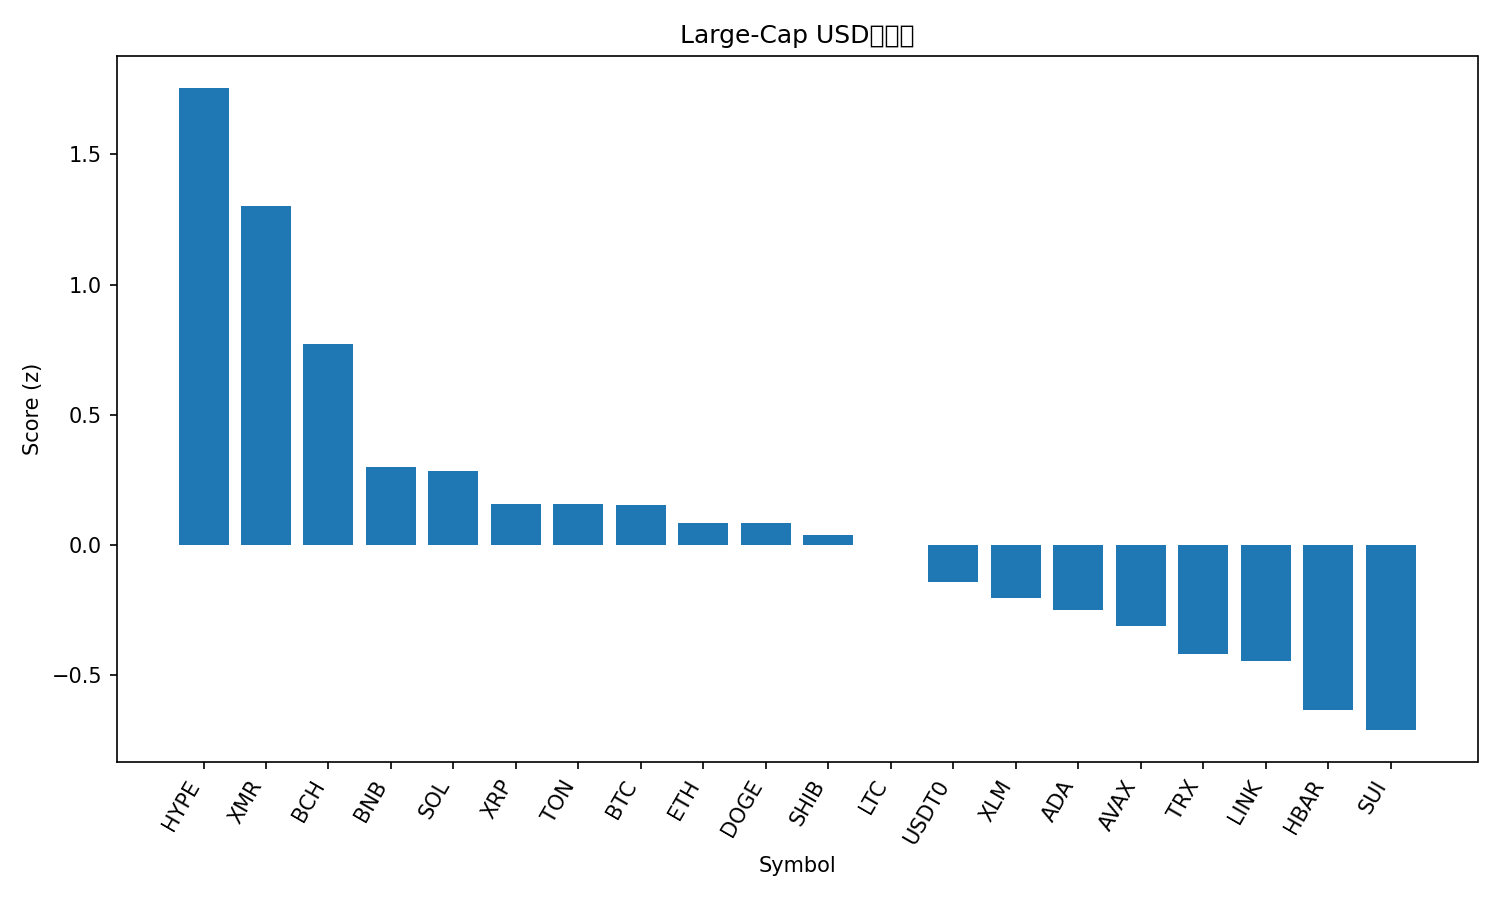 Large-Cap USD□□□
1.5
1.0
0.5
0.0
−0.5
Score (z)
HYPE
XMR
BCH
BNB
SOL
XRP
TON
BTC
ETH
DOGE
SHIB
LTC
USDT0
XLM
ADA
AVAX
TRX
LINK
HBAR
SUI
Symbol